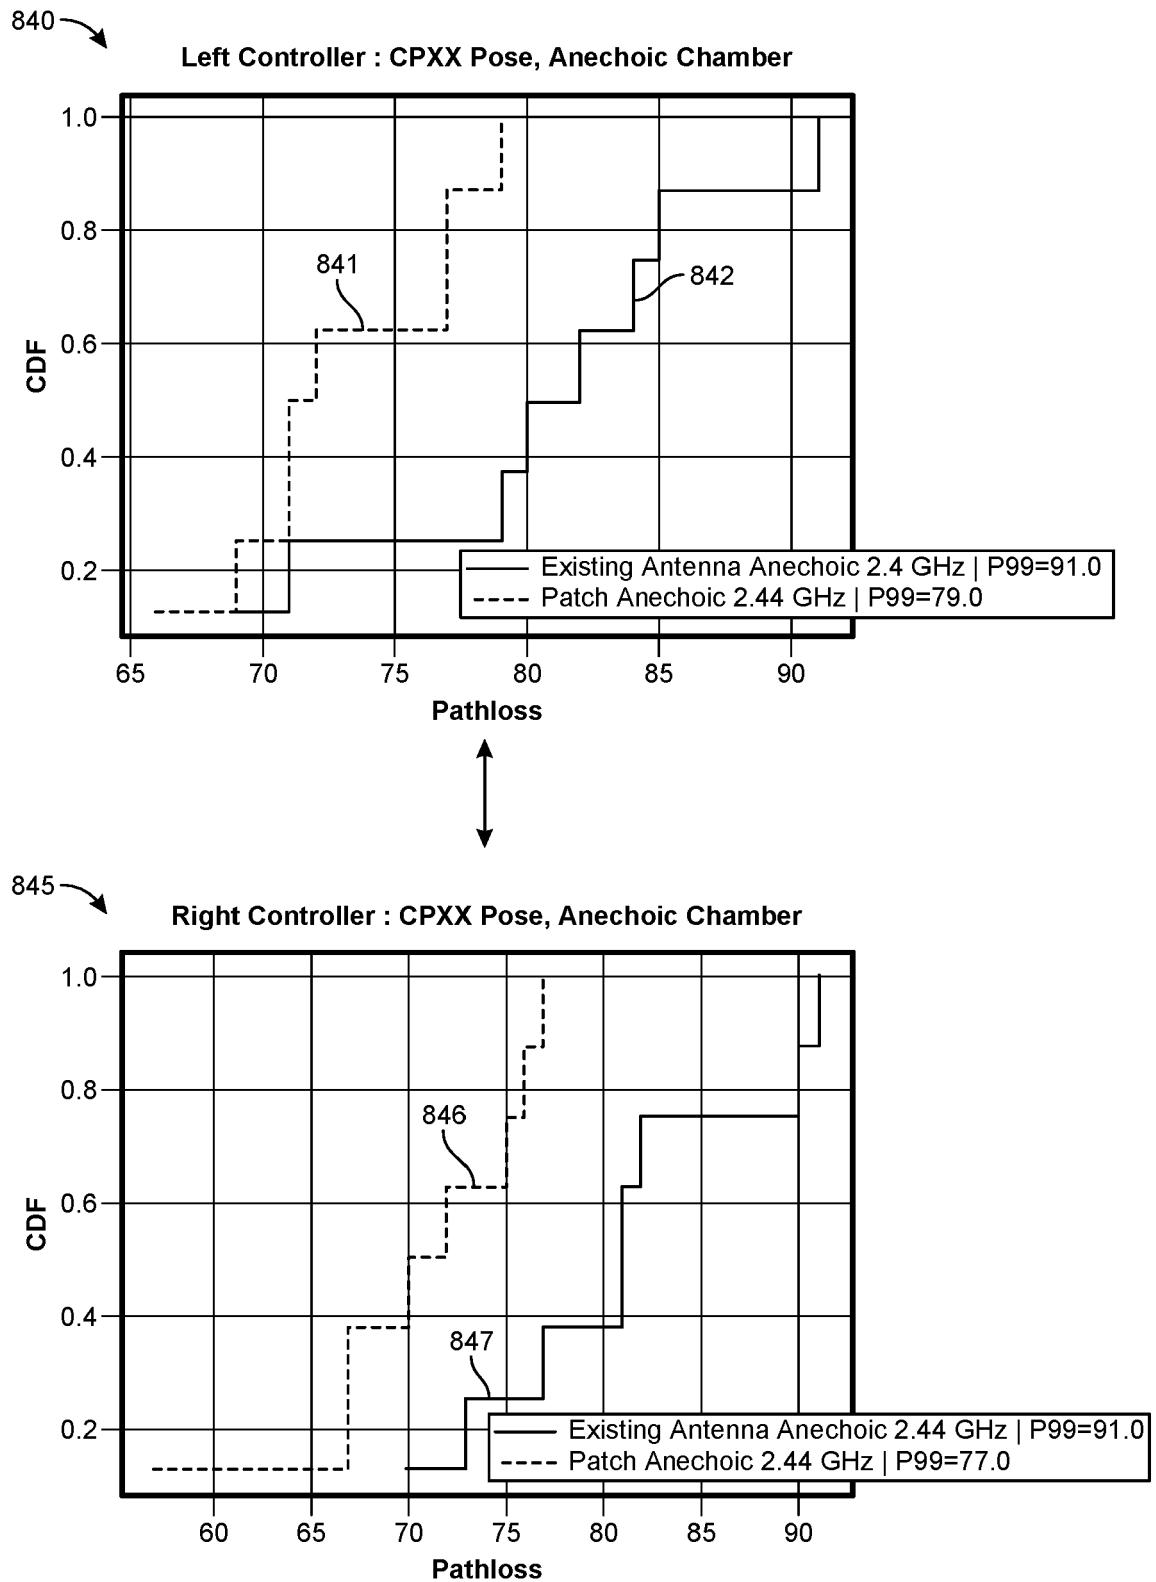 840
Left Controller : CPXX Pose, Anechoic Chamber
1.0
0.8
841
842
0.6
CDF
0.4
0.2
Existing Antenna Anechoic 2.4 GHz | P99=91.0
Patch Anechoic 2.44 GHz | P99=79.0
65 70 75 80 85 90
Pathloss
845
Right Controller : CPXX Pose, Anechoic Chamber
1.0
0.8
846
0.6
CDF
0.4
847
0.2
Existing Antenna Anechoic 2.44 GHz | P99=91.0
Patch Anechoic 2.44 GHz | P99=77.0
60 65 70 75 80 85 90
Pathloss